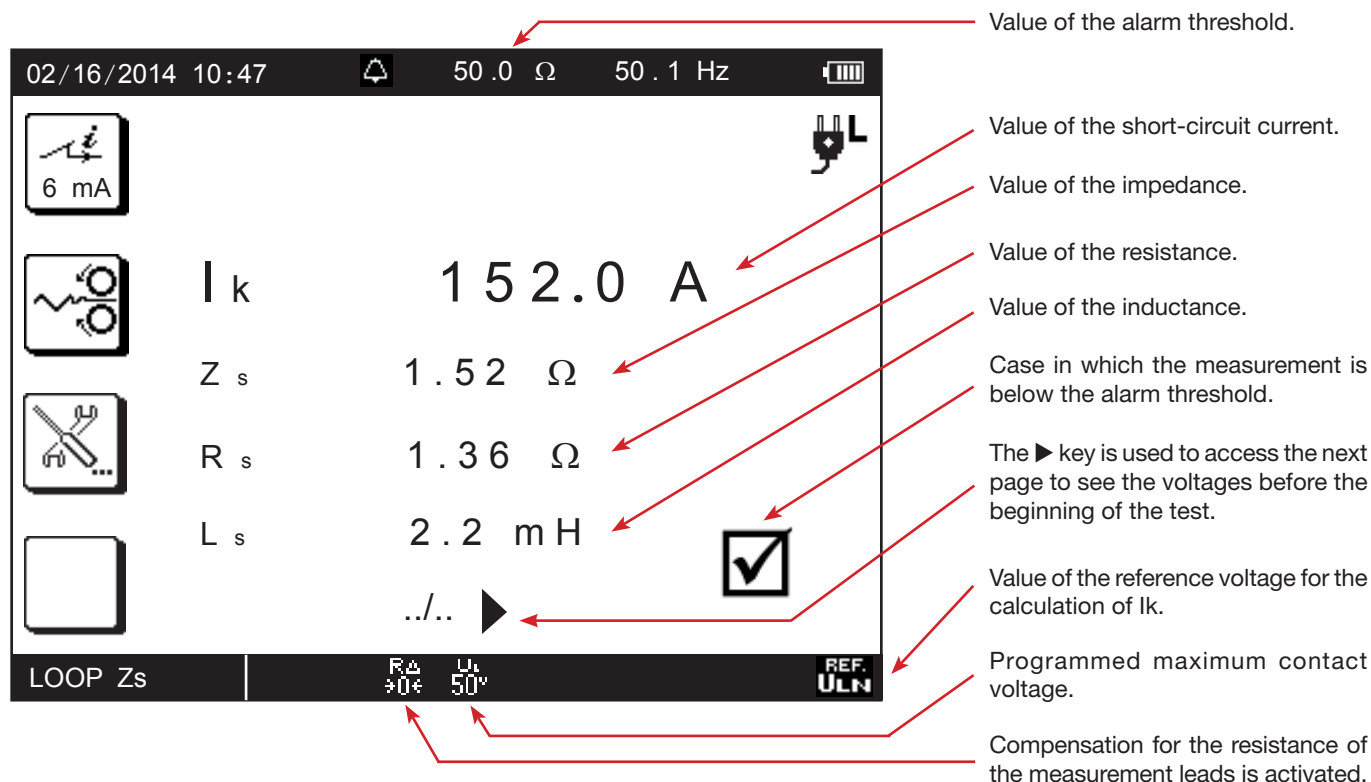 Value of the alarm threshold.
02/16/2014 10:47 50.0 Ω 50.1 Hz
L
i
6 mA
Value of the short-circuit current.
Value of the impedance.
Value of the resistance.
Value of the inductance.
Ik 152.0 A
Zs 1.52 Ω
Rs 1.36 Ω
...
Ls 2.2 mH
../.. ▶
Case in which the measurement is
below the alarm threshold.
The ▶ key is used to access the next
page to see the voltages before the
beginning of the test.
Value of the reference voltage for the
calculation of Ik.
Programmed maximum contact
voltage.
Compensation for the resistance of
the measurement leads is activated.
LOOP Zs
RΔ
→0←
UL
50V
REF.
ULN